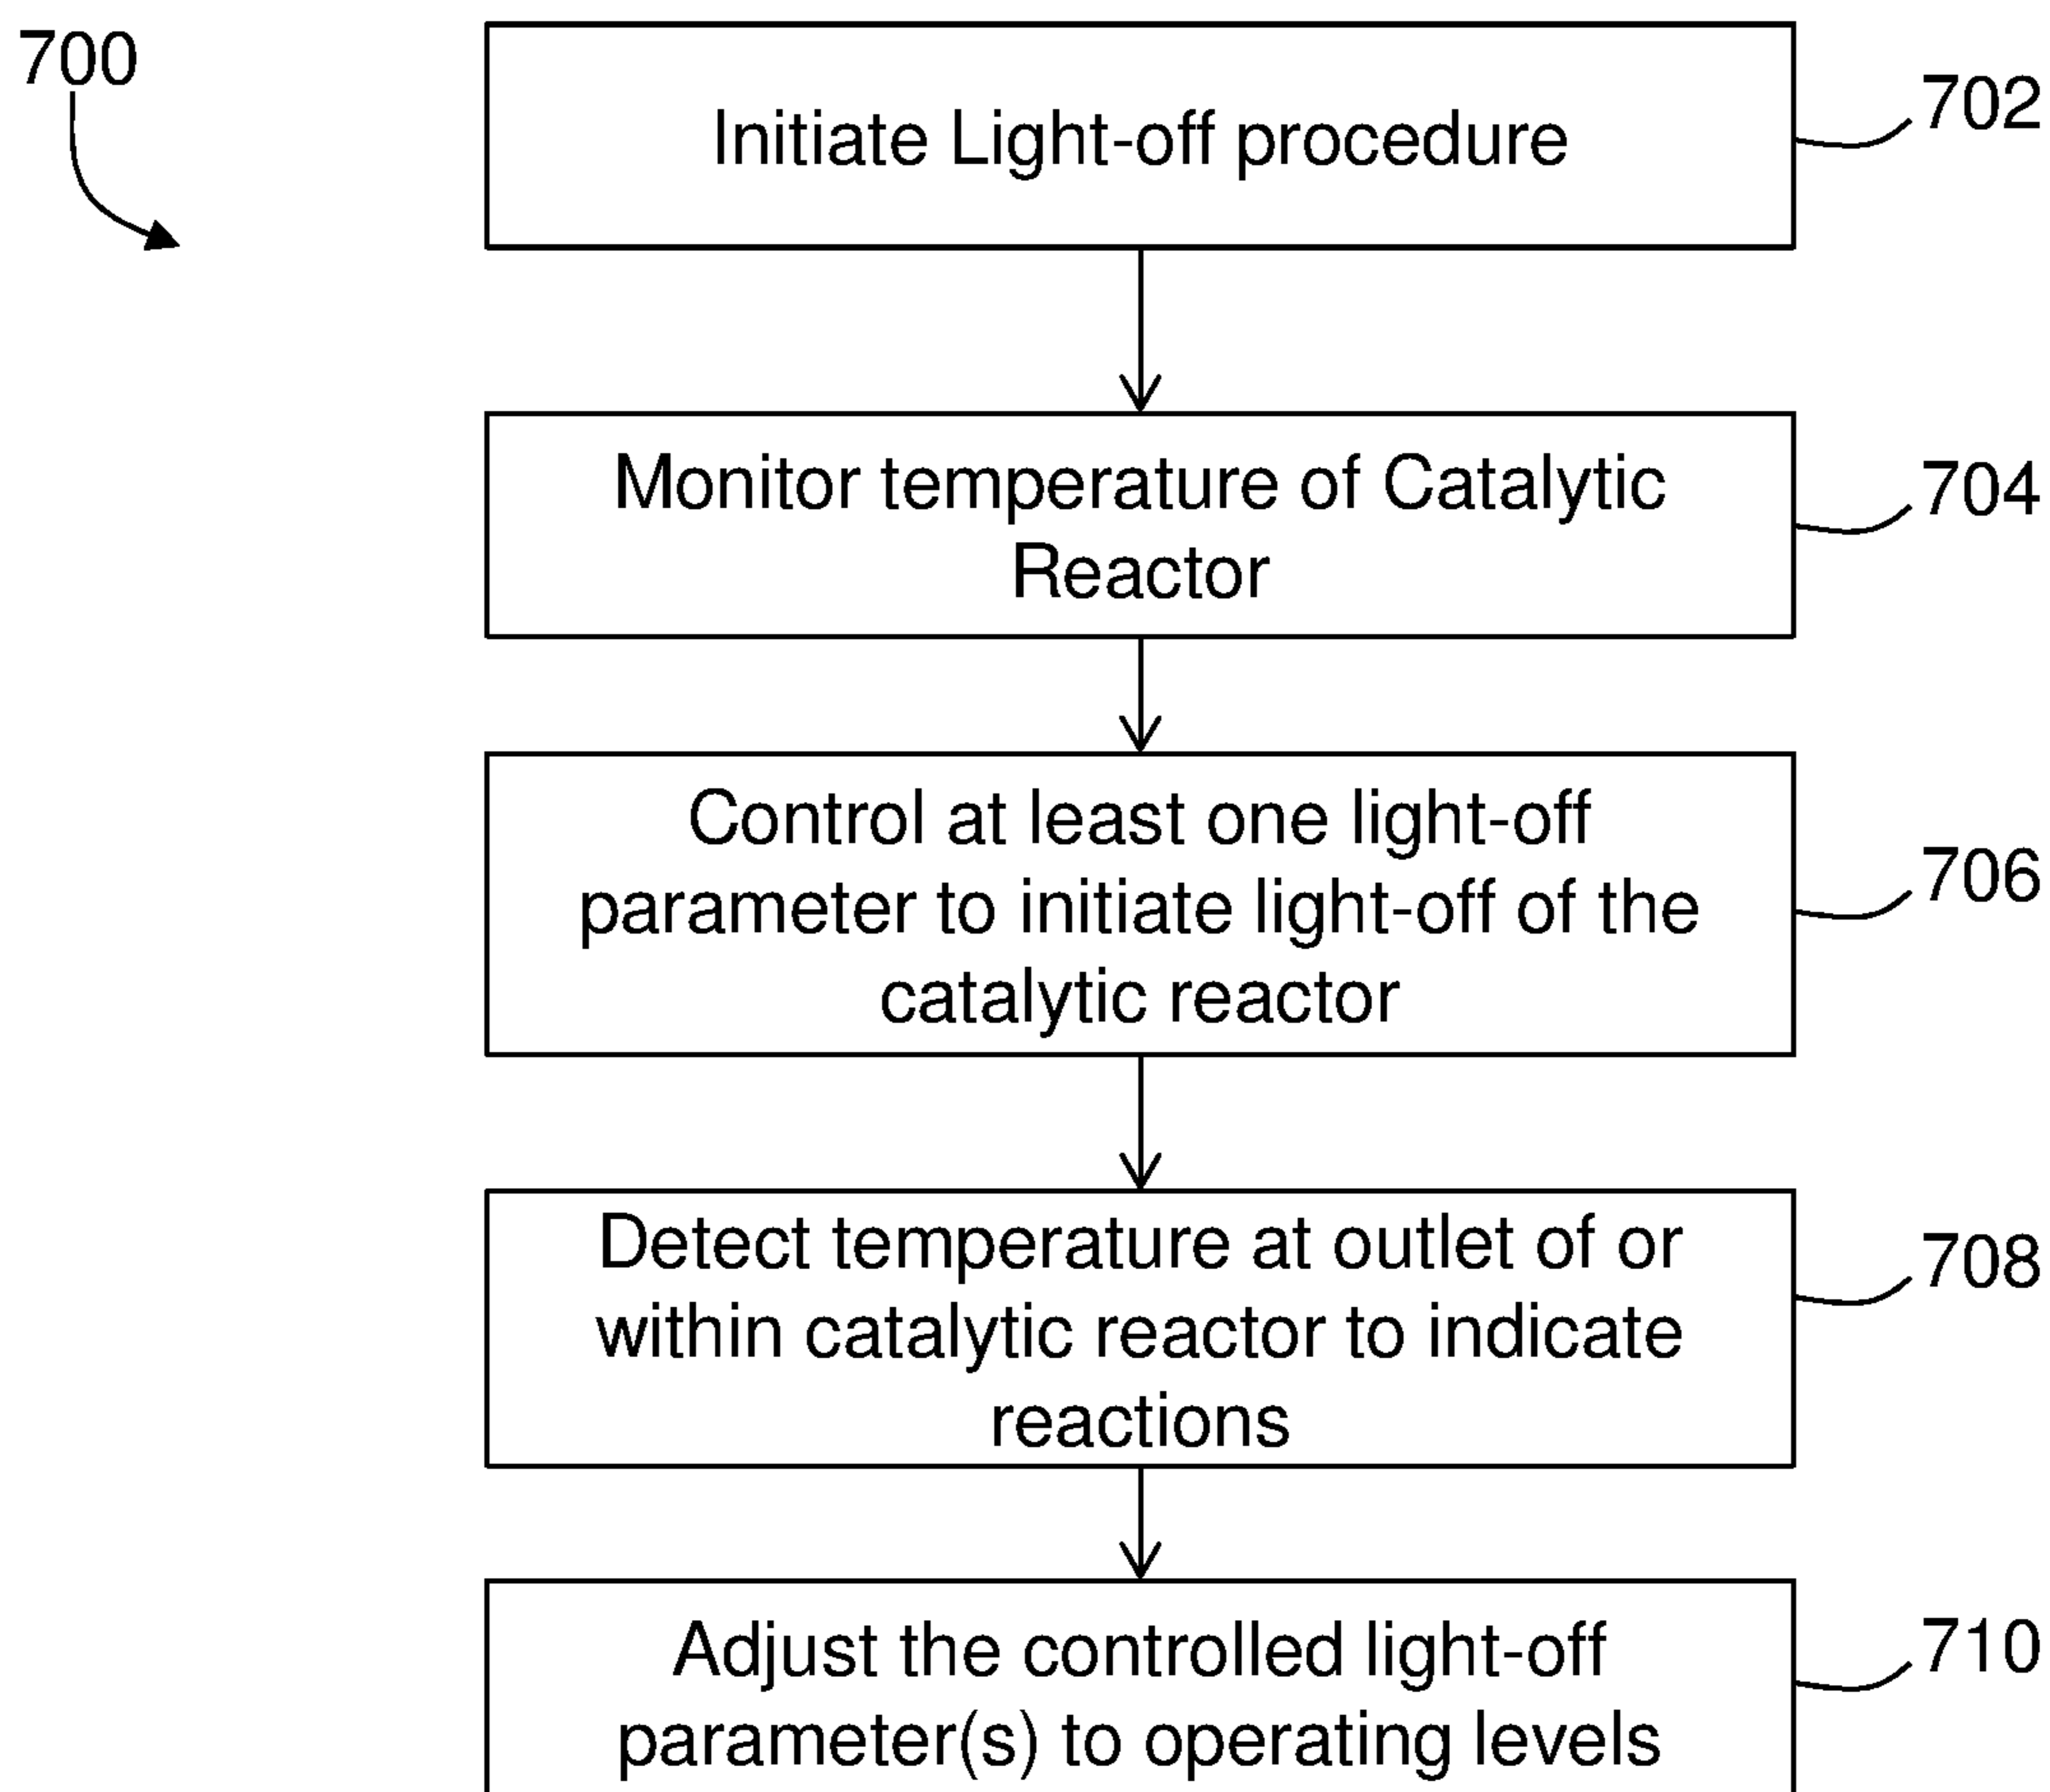 700
Initiate Light-off procedure
702
Monitor temperature of Catalytic
Reactor
704
Control at least one light-off
parameter to initiate light-off of the
catalytic reactor
706
Detect temperature at outlet of or
within catalytic reactor to indicate
reactions
708
Adjust the controlled light-off
parameter(s) to operating levels
710